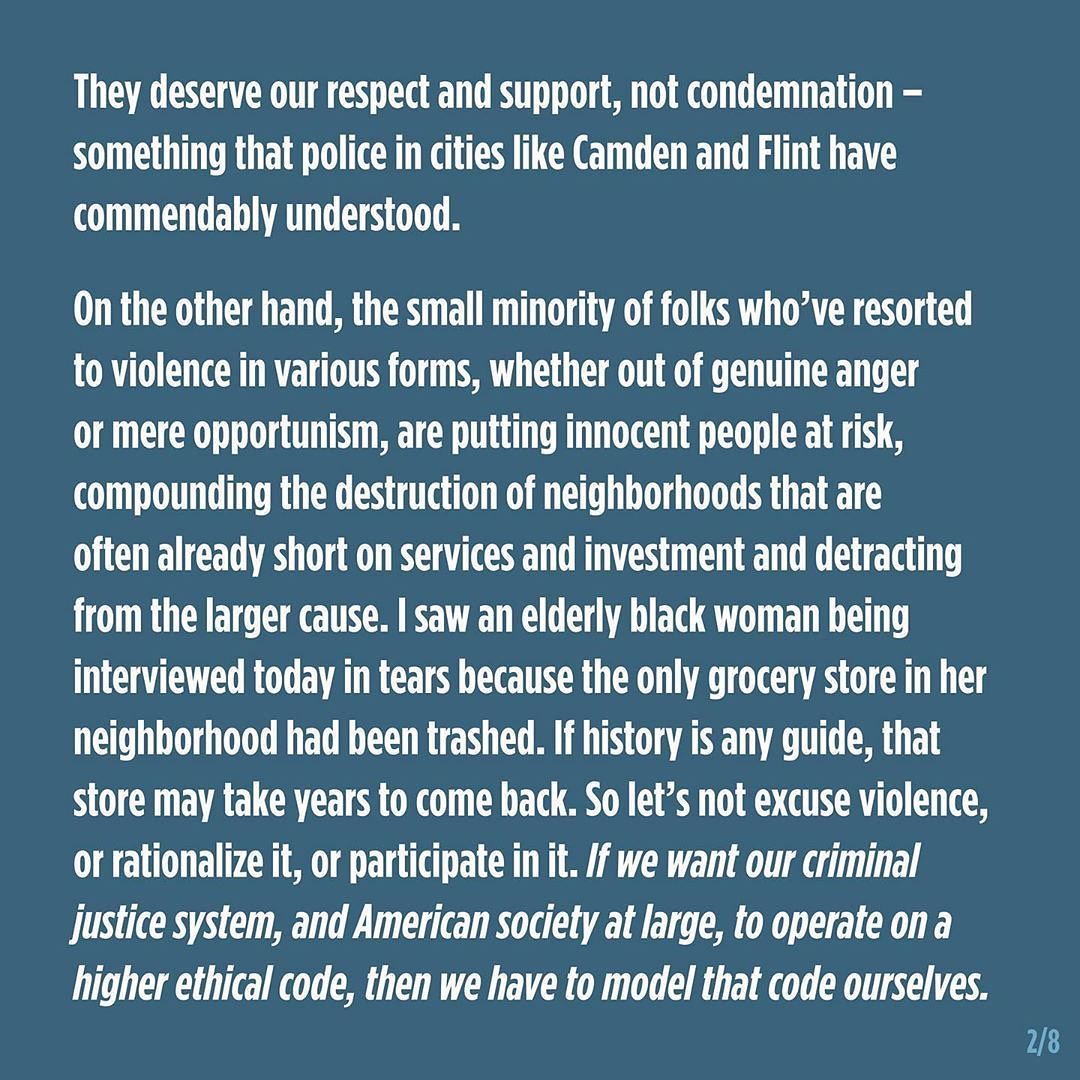 They deserve our respect and support, not condemnation –
something that police in cities like Camden and Flint have
commendably understood.
On the other hand, the small minority of folks who’ve resorted
to violence in various forms, whether out of genuine anger
or mere opportunism, are putting innocent people at risk,
compounding the destruction of neighborhoods that are
often already short on services and investment and detracting
from the larger cause. I saw an elderly black woman being
interviewed today in tears because the only grocery store in her
neighborhood had been trashed. If history is any guide, that
store may take years to come back. So let’s not excuse violence,
or rationalize it, or participate in it. If we want our criminal
justice system, and American society at large, to operate on a
higher ethical code, then we have to model that code ourselves.
2/8